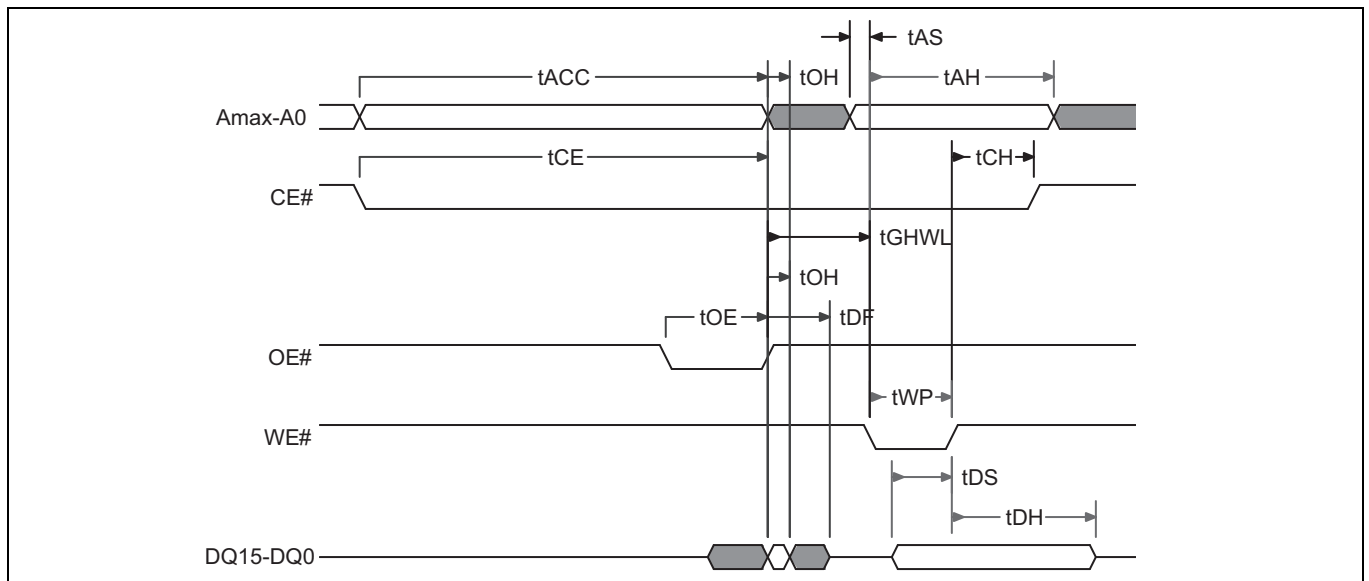 tAS
tACC
tOH
tAH
Amax-A0
tCE
tCH
CE#
tGHWL
tOH
tOE
tDF
OE#
tWP
WE#
tDS
tDH
DQ15-DQ0